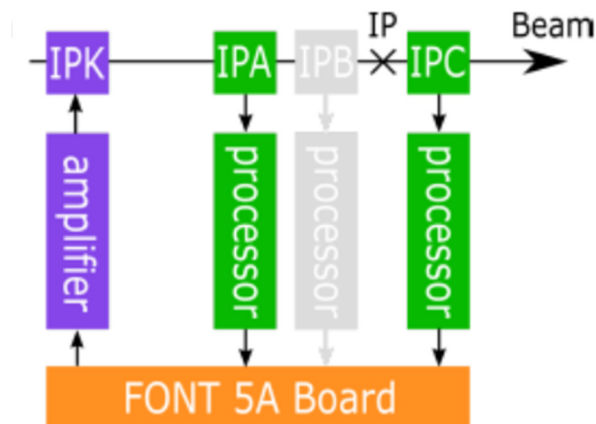 IP
Beam
IPK
IPA
IPB
IPC
amplifier
processor
processor
processor
FONT 5A Board